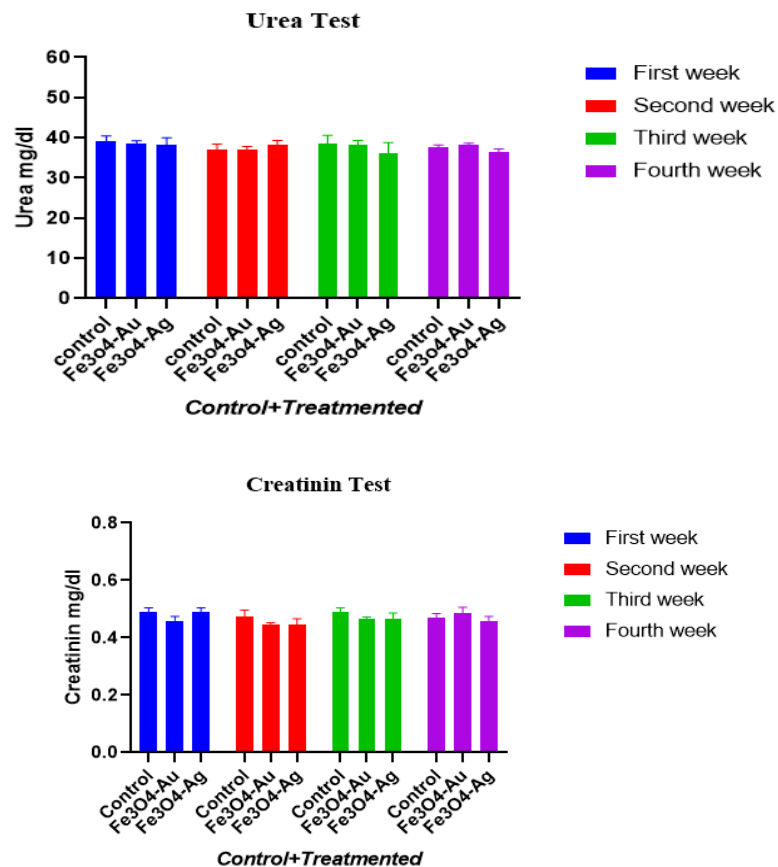 Urea Test
Urea mg/dl
60
50
40
30
20
10
0
control
Fe3o4-Au
Fe3o4-Ag
control
Fe3o4-Au
Fe3o4-Ag
control
Fe3o4-Au
Fe3o4-Ag
control
Fe3o4-Au
Fe3o4-Ag
Control+Treatmented
First week
Second week
Third week
Fourth week
Creatinin Test
Creatinin mg/dl
0.8
0.6
0.4
0.2
0.0
Control
Fe3O4-Au
Fe3O4-Ag
Control
Fe3O4-Au
Fe3O4-Ag
Control
Fe3O4-Au
Fe3O4-Ag
Control
Fe3O4-Au
Fe3O4-Ag
Control+Treatmented
First week
Second week
Third week
Fourth week